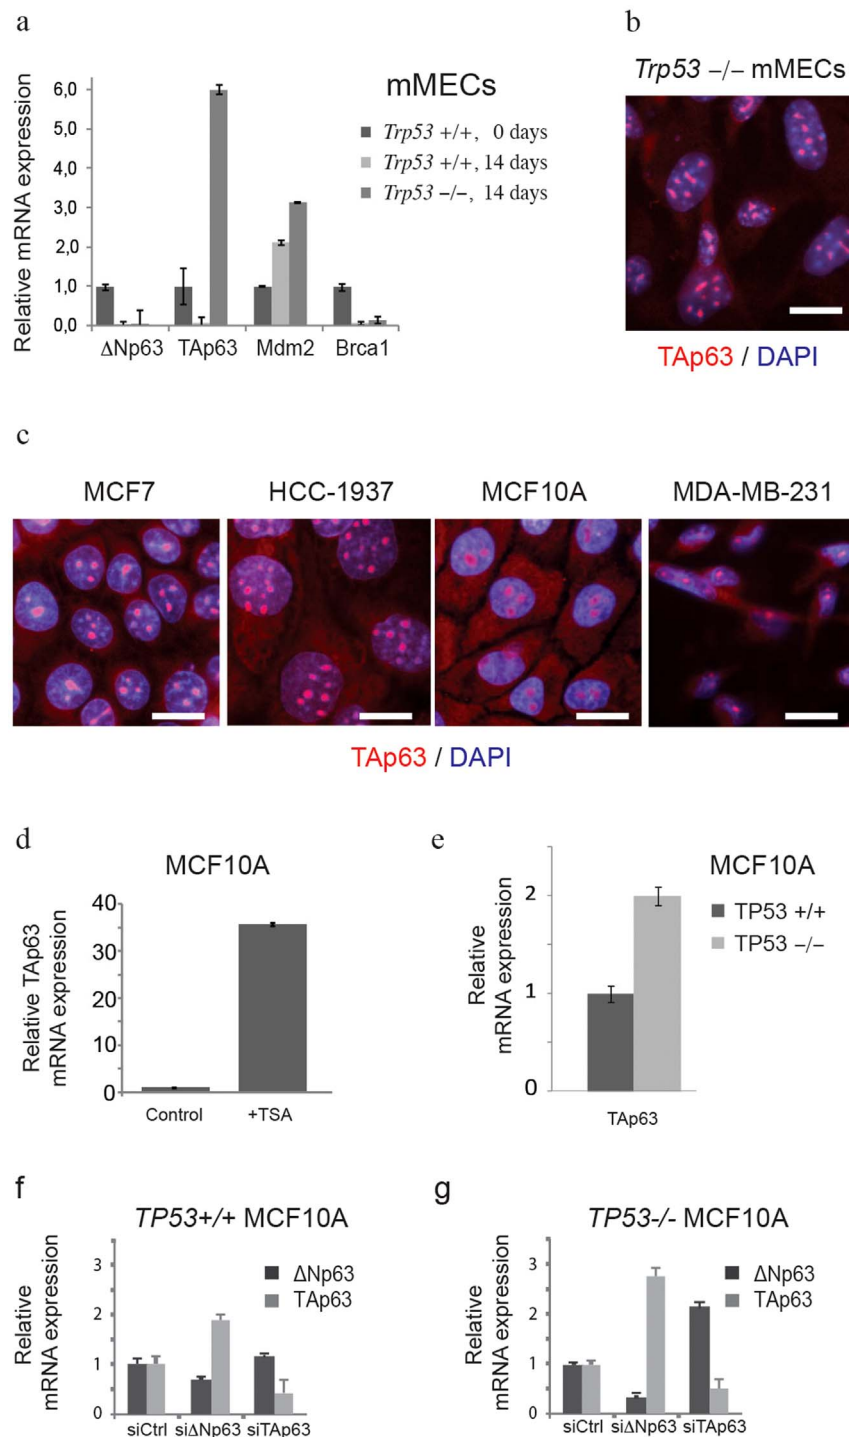 a
mMECs
Relative mRNA expression
6,0
5,0
4,0
3,0
2,0
1,0
0,0
ΔNp63 TAp63 Mdm2 Brca1
Trp53 +/+, 0 days
Trp53 +/+, 14 days
Trp53 –/–, 14 days
b
Trp53 –/– mMECs
TAp63 / DAPI
c
MCF7 HCC-1937 MCF10A MDA-MB-231
TAp63 / DAPI
d
MCF10A
Relative TAp63
mRNA expression
40
35
30
20
10
0
Control +TSA
e
MCF10A
Relative
mRNA expression
2
1
0
TAp63
TP53 +/+
TP53 –/–
f
TP53+/+ MCF10A
Relative
mRNA expression
3
2
1
0
siCtrl siΔNp63 siTAp63
ΔNp63
TAp63
g
TP53-/- MCF10A
Relative
mRNA expression
3
2
1
0
siCtrl siΔNp63 siTAp63
ΔNp63
TAp63